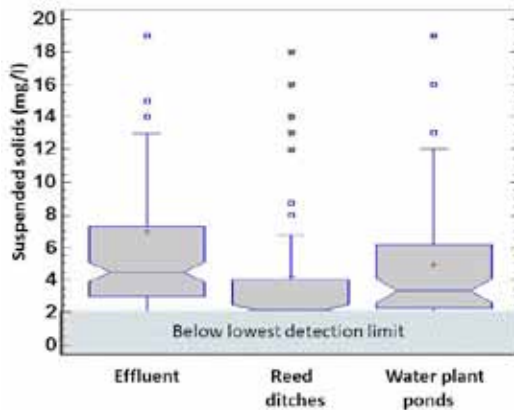 Suspended solids (mg/l)
20
18
16
14
12
10
8
6
4
2
0
Below lowest detection limit
Effluent
Reed
ditches
Water plant
ponds